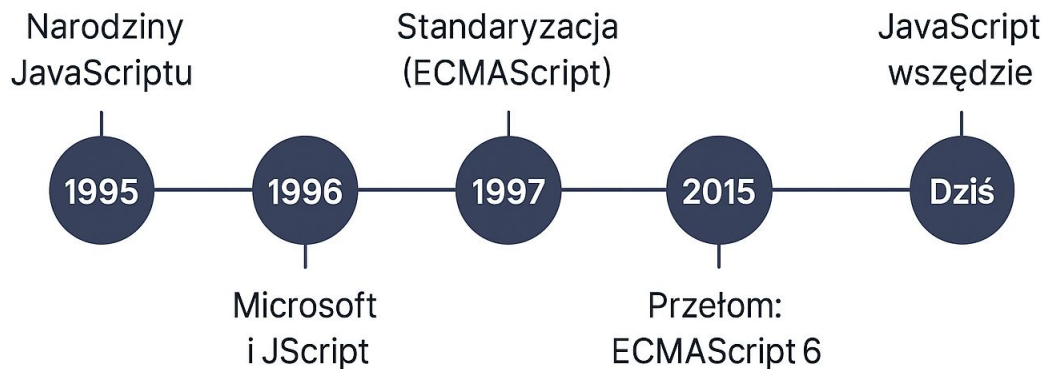 Narodziny
JavaScriptu
Standaryzacja
(ECMAScript)
JavaScript
wszędzie
1995
1996
1997
2015
Dziś
Microsoft
i JScript
Przełom:
ECMAScript 6